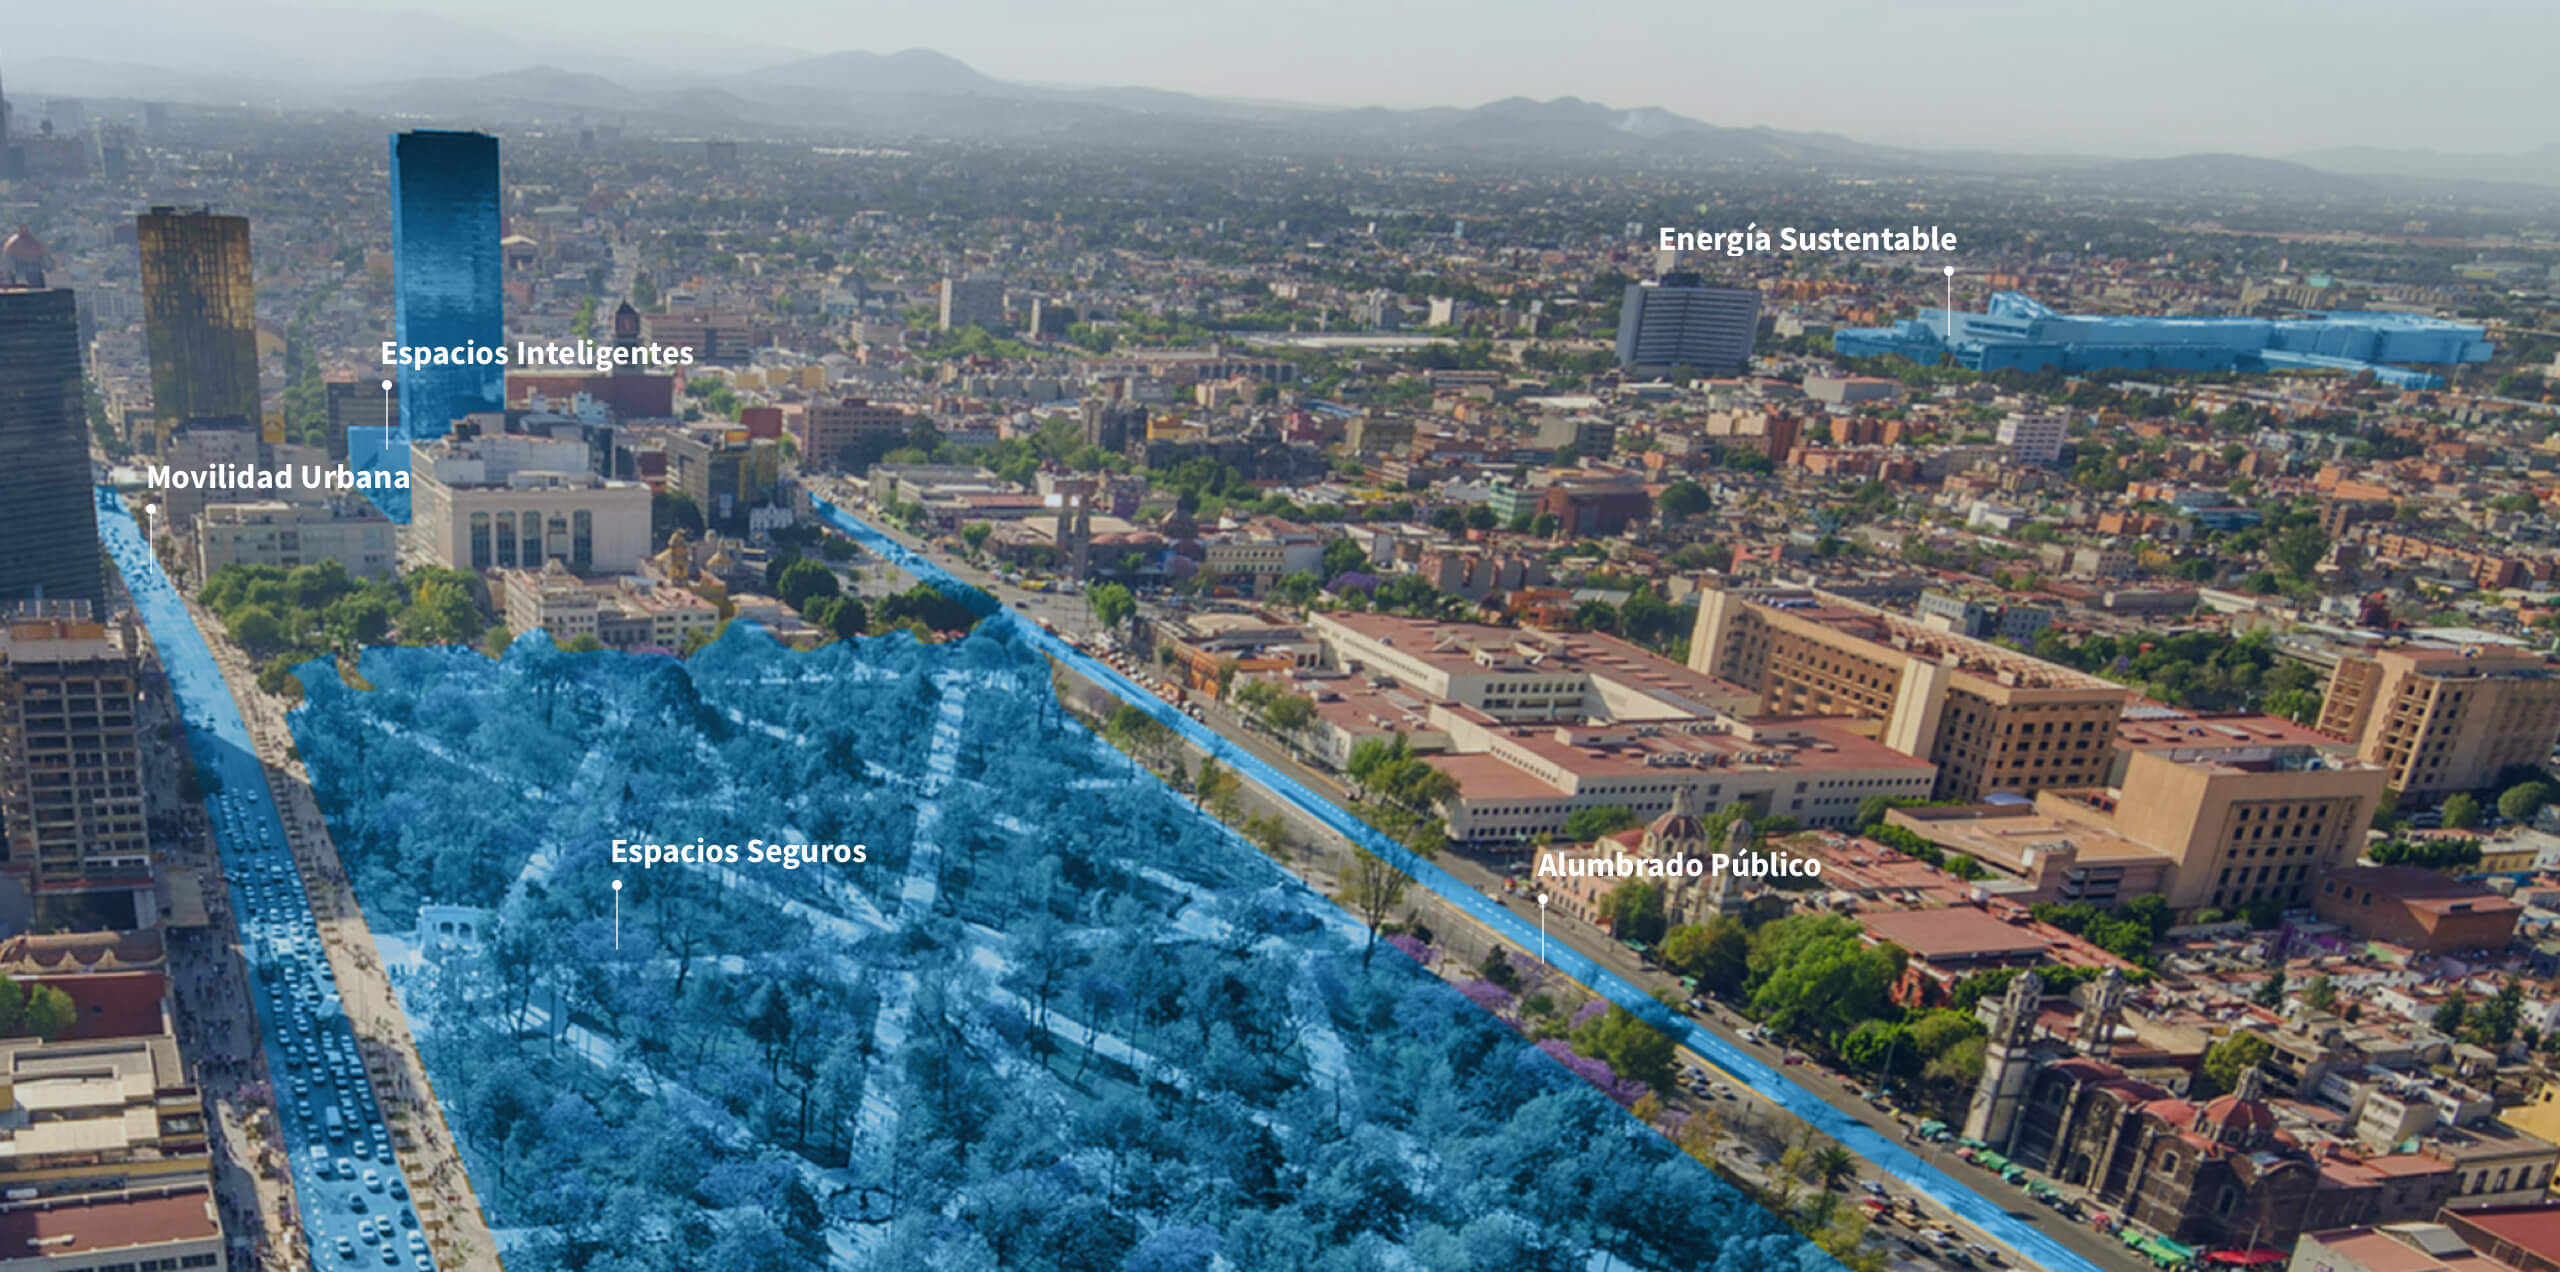 Energía Sustentable
Espacios Inteligentes
Movilidad Urbana
Espacios Seguros
Alumbrado Público